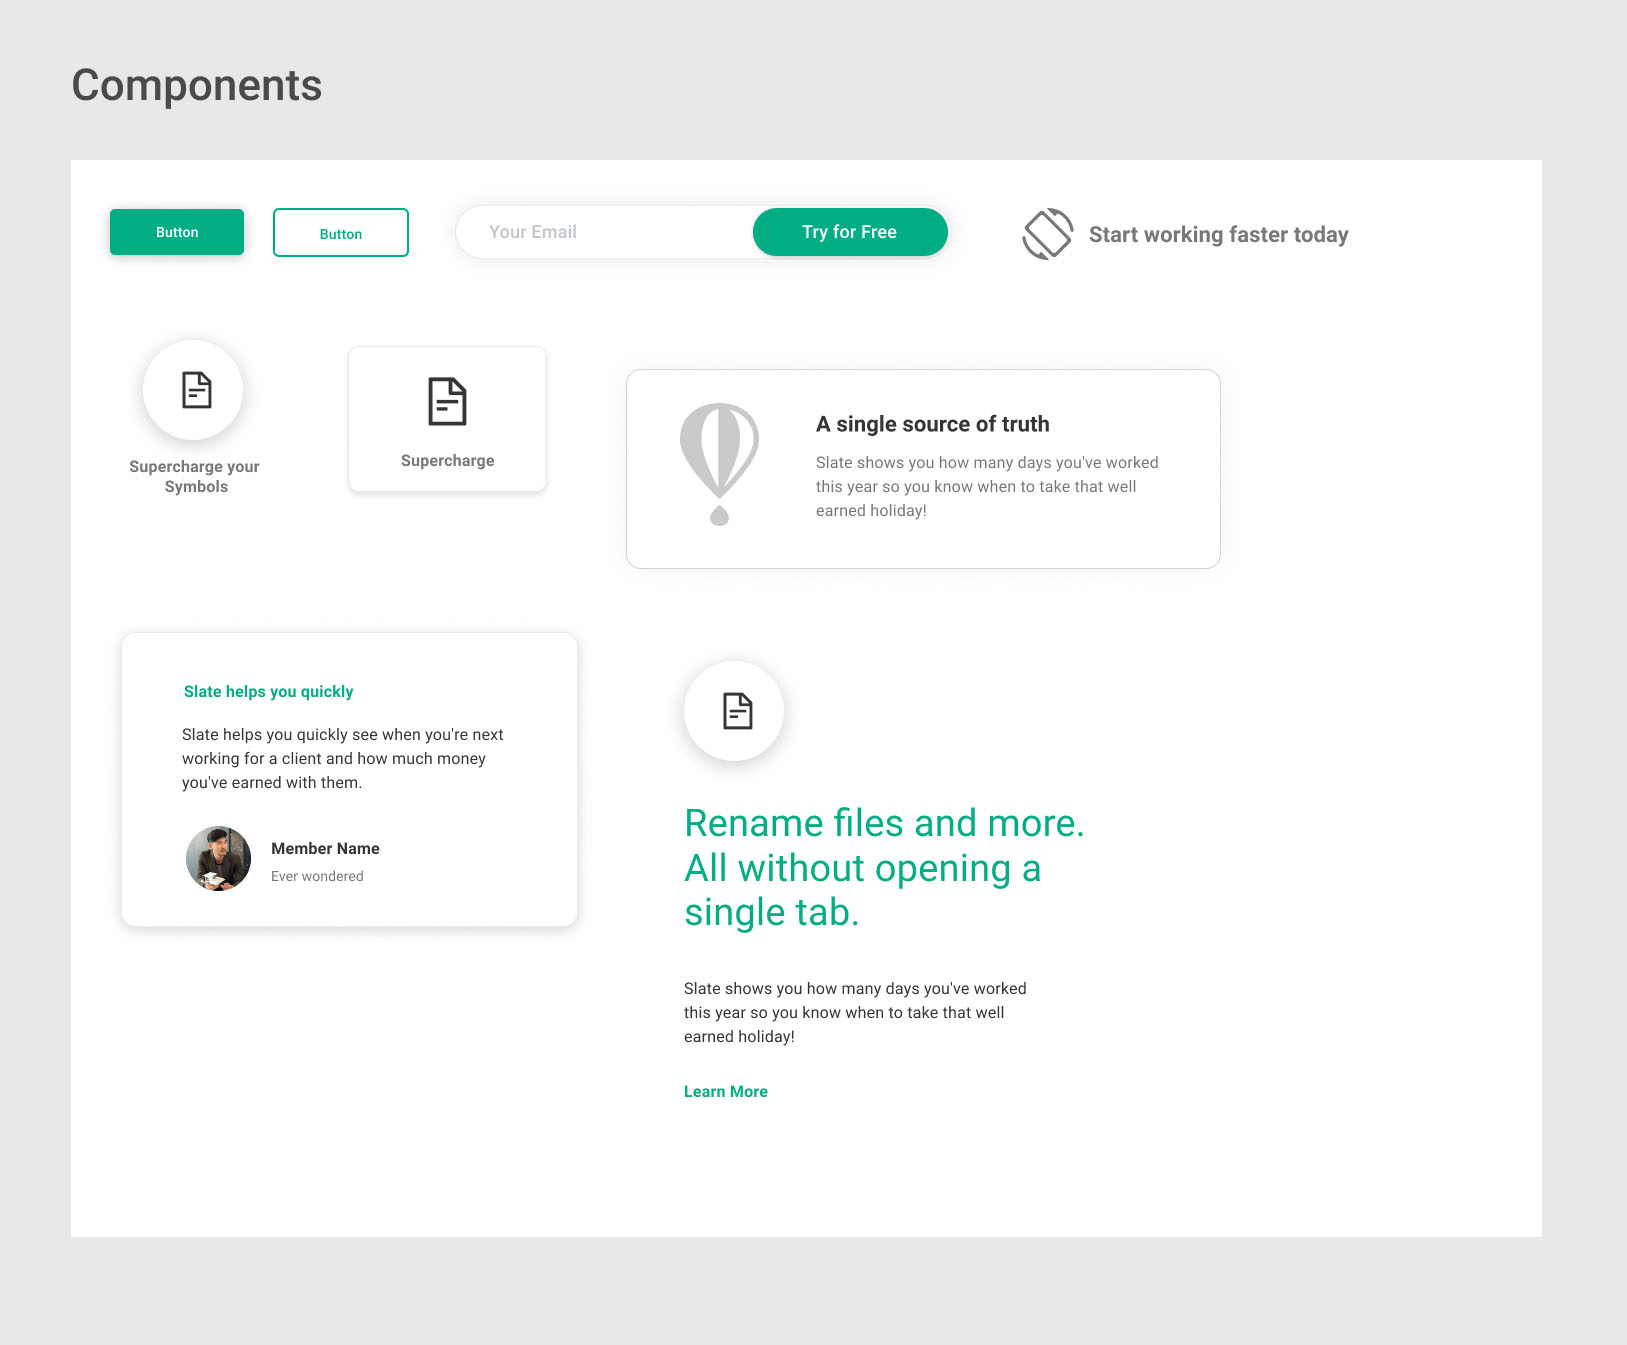 Components
Button
Button
Your Email
Try for Free
Start working faster today
Supercharge your
Symbols
Supercharge
A single source of truth
Slate shows you how many days you've worked
this year so you know when to take that well
earned holiday!
Slate helps you quickly
Slate helps you quickly see when you're next
working for a client and how much money
you've earned with them.
Member Name
Ever wondered
Rename files and more.
All without opening a
single tab.
Slate shows you how many days you've worked
this year so you know when to take that well
earned holiday!
Learn More